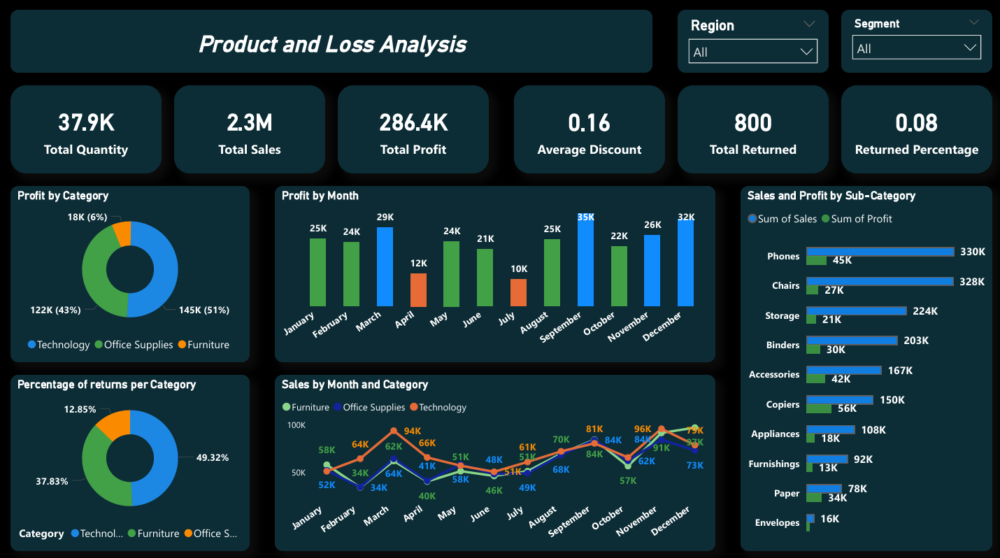 Product and Loss Analysis
Region
All
Segment
All
37.9K
Total Quantity
2.3M
Total Sales
286.4K
Total Profit
0.16
Average Discount
800
Total Returned
0.08
Returned Percentage
Profit by Category
18K (6%)
122K (43%)
145K (51%)
Technology Office Supplies Furniture
Profit by Month
25K
24K
29K
12K
24K
21K
10K
25K
35K
22K
26K
32K
January
February
March
April
May
June
July
August
September
October
November
December
Sales and Profit by Sub-Category
Sum of Sales Sum of Profit
Phones 330K
45K
Chairs 328K
27K
Storage 224K
21K
Binders 203K
30K
Accessories 167K
42K
Copiers 150K
56K
Appliances 108K
18K
Furnishings 92K
13K
Paper 78K
34K
Envelopes 16K
Percentage of returns per Category
12.85%
49.32%
37.83%
Category Technol... Furniture Office S...
Sales by Month and Category
Furniture Office Supplies Technology
100K
50K
58K
52K
64K
34K
34K
94K
62K
64K
66K
41K
40K
51K
58K
48K
51K
46K
61K
51K
49K
70K
68K
81K
84K
84K
57K
62K
96K
84K
91K
79K
97K
73K
January
February
March
April
May
June
July
August
September
October
November
December